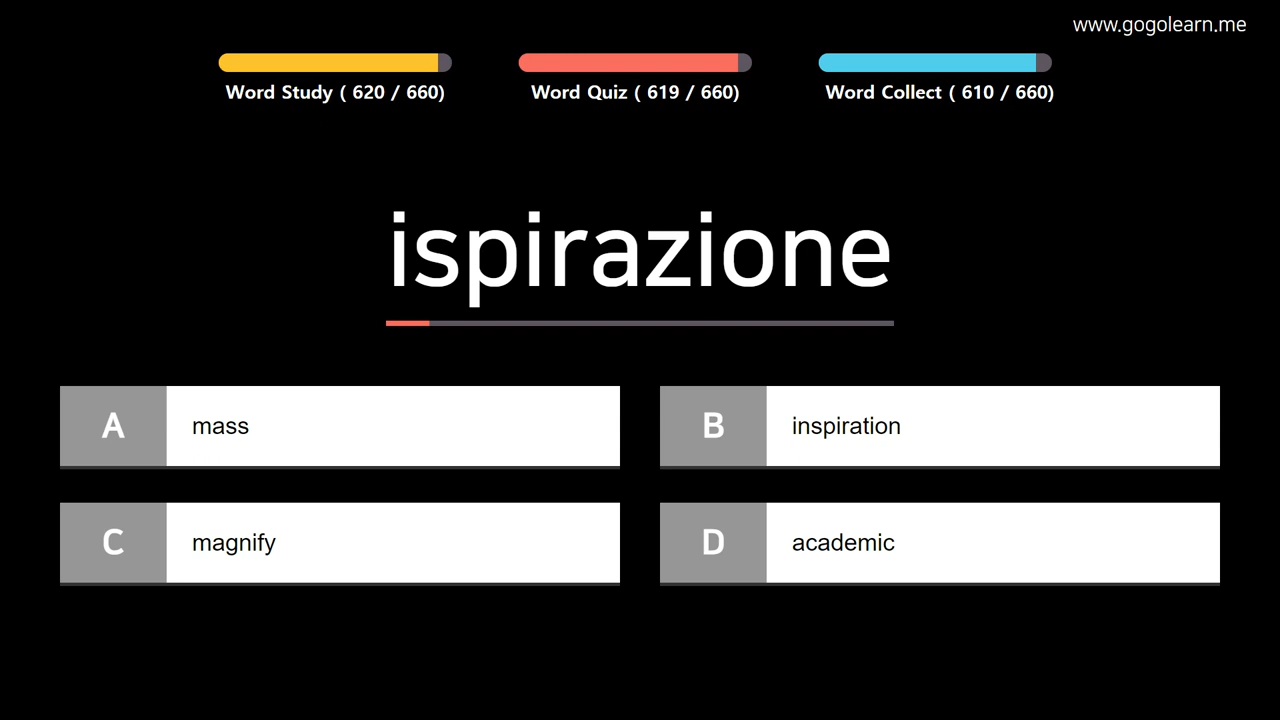 www.gogolearn.me
Word Study ( 620 / 660)
Word Quiz ( 619 / 660)
Word Collect ( 610 / 660)
ispirazione
A mass
B inspiration
C magnify
D academic